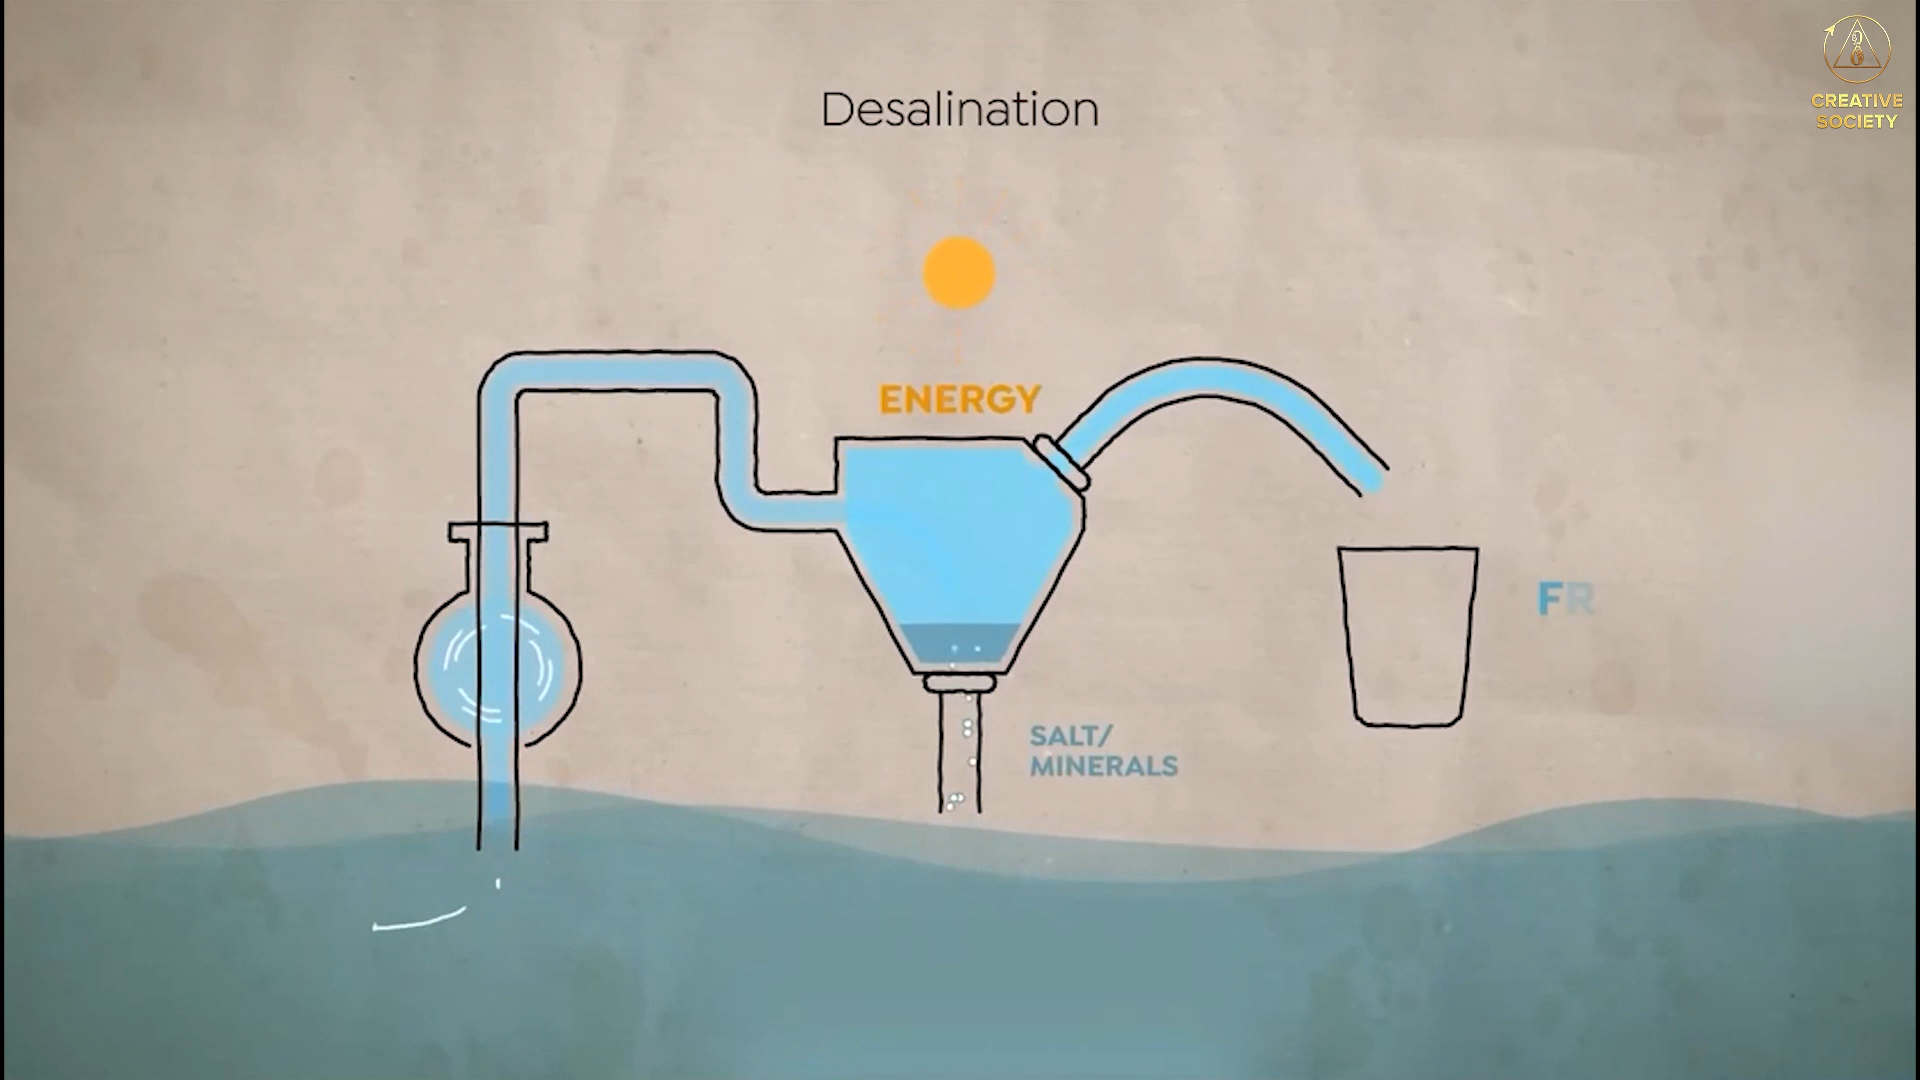 Desalination
CREATIVE
SOCIETY
ENERGY
FR
SALT/
MINERALS